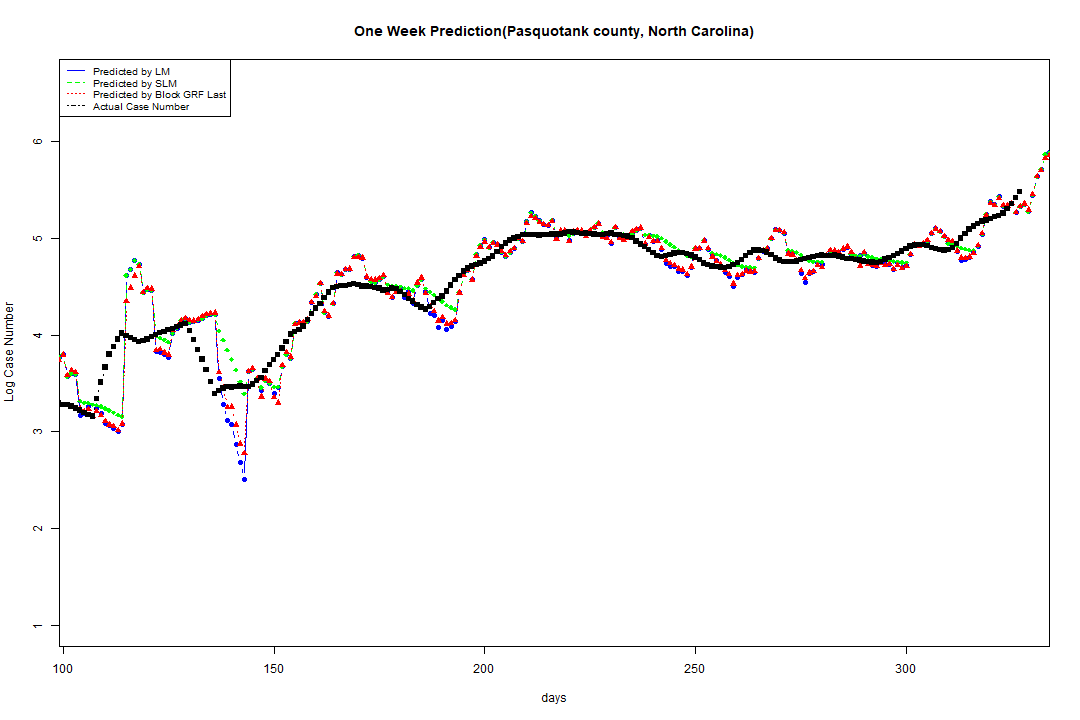 One Week Prediction(Pasquotank county, North Carolina)
Predicted by LM
Predicted by SLM
Predicted by Block GRF Last
Actual Case Number
6
5
4
3
2
1
Log Case Number
100 150 200 250 300
days